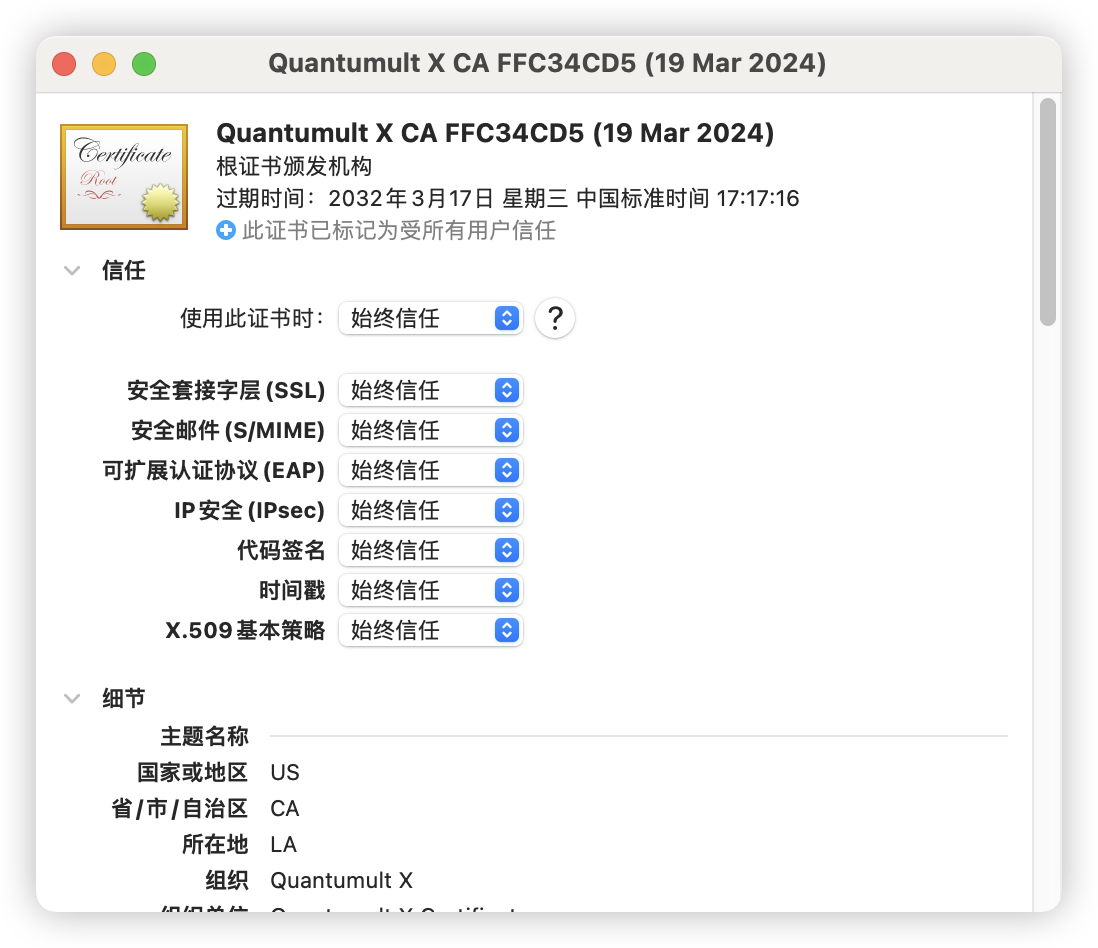 Quantumult X CA FFC34CD5 (19 Mar 2024)
Certificate
Root
Quantumult X CA FFC34CD5 (19 Mar 2024)
根证书颁发机构
过期时间：2032年3月17日 星期三 中国标准时间 17:17:16
此证书已标记为受所有用户信任
信任
使用此证书时： 始终信任 ?
安全套接字层 (SSL) 始终信任
安全邮件 (S/MIME) 始终信任
可扩展认证协议 (EAP) 始终信任
IP 安全 (IPsec) 始终信任
代码签名 始终信任
时间戳 始终信任
X.509 基本策略 始终信任
细节
主题名称
国家或地区 US
省/市/自治区 CA
所在地 LA
组织 Quantumult X